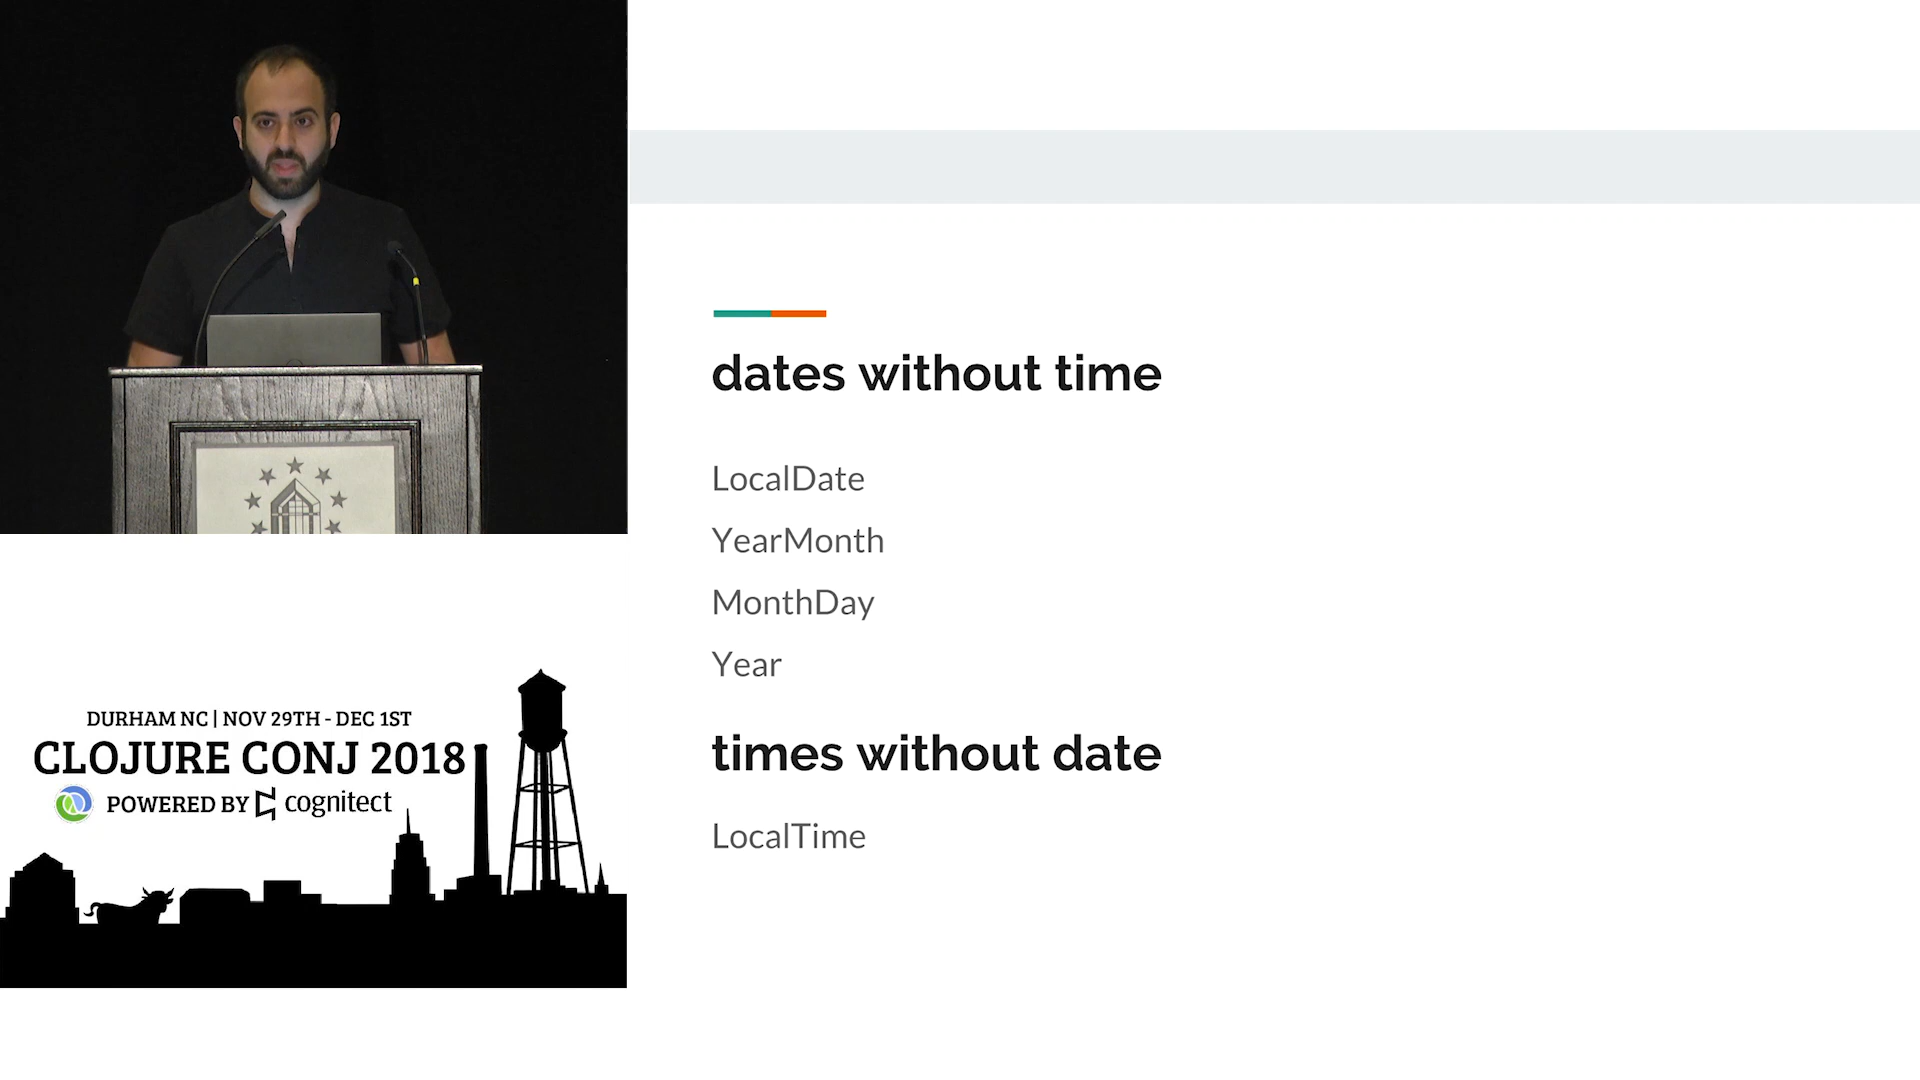 dates without time
LocalDate
YearMonth
MonthDay
Year
times without date
LocalTime
DURHAM NC | NOV 29TH - DEC 1ST
CLOJURE CONJ 2018
POWERED BY cognitect